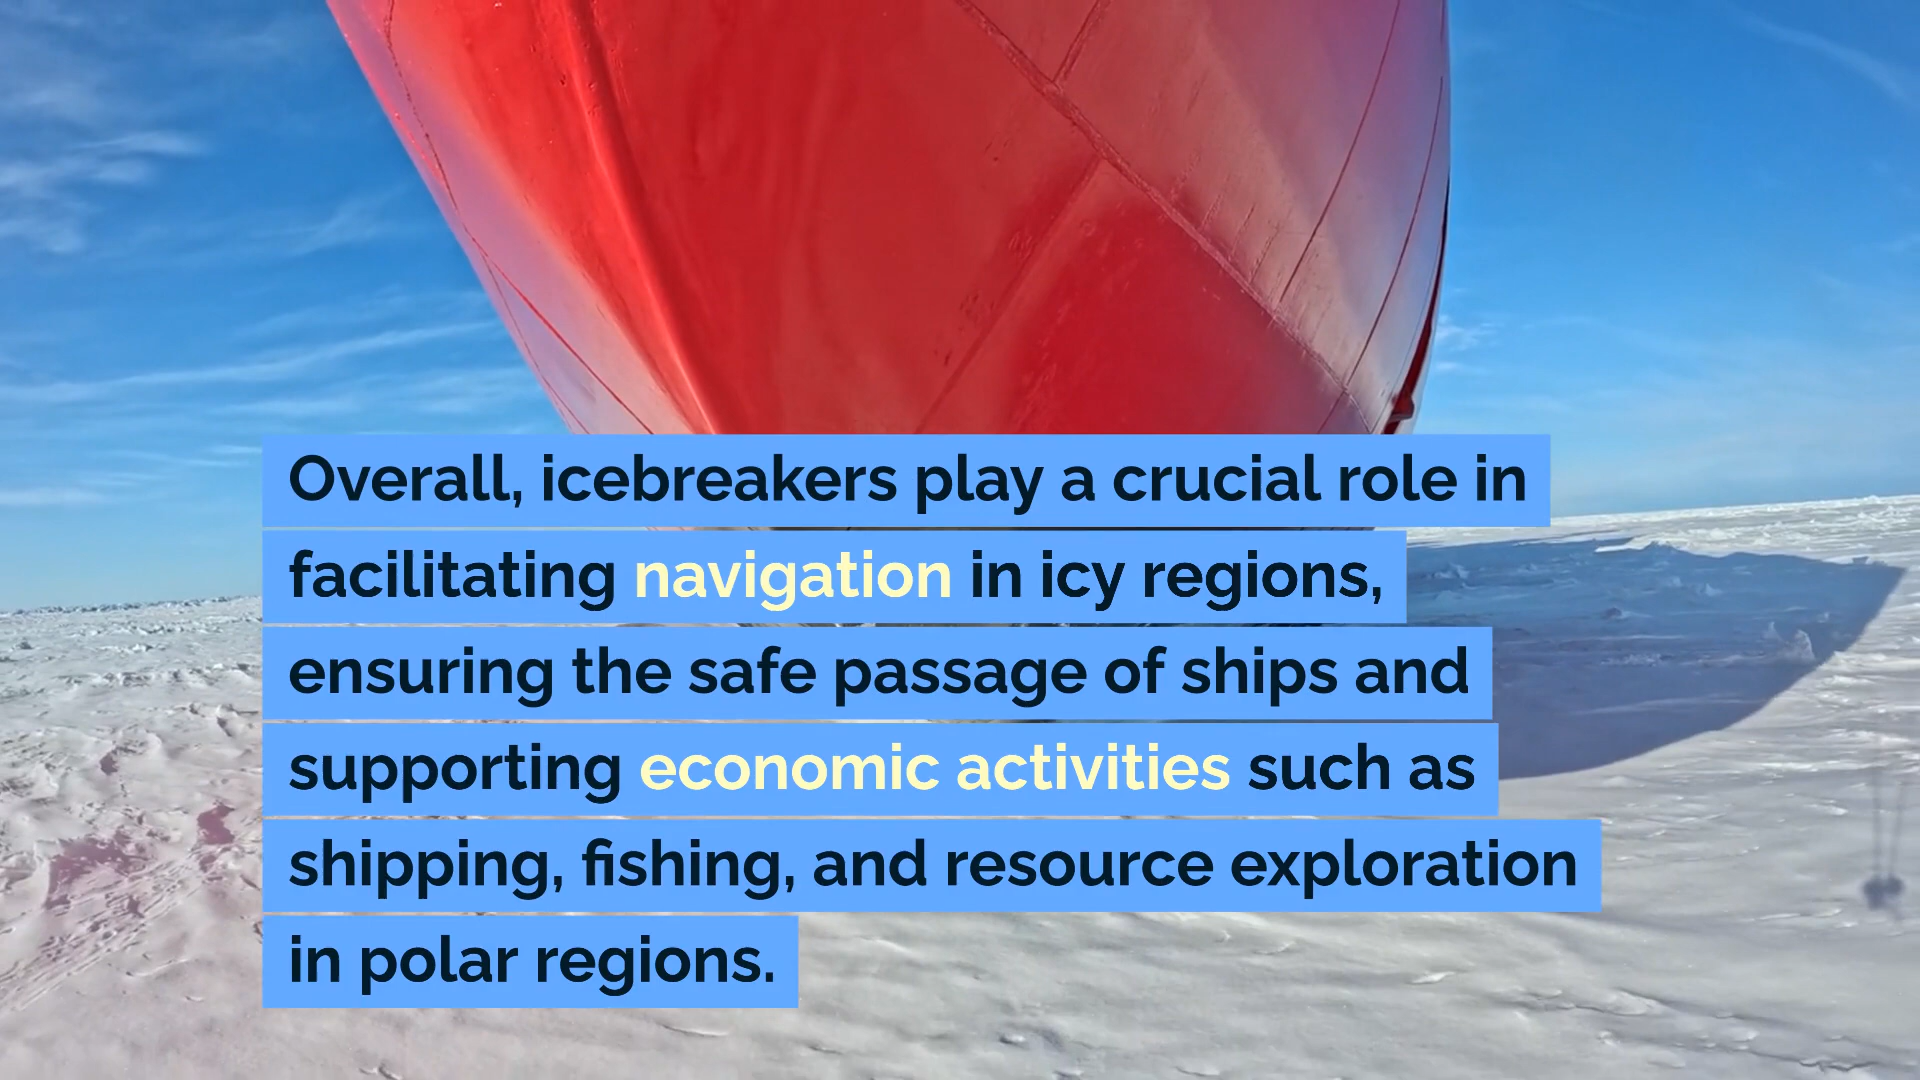 Overall, icebreakers play a crucial role in
facilitating navigation in icy regions,
ensuring the safe passage of ships and
supporting economic activities such as
shipping, fishing, and resource exploration
in polar regions.